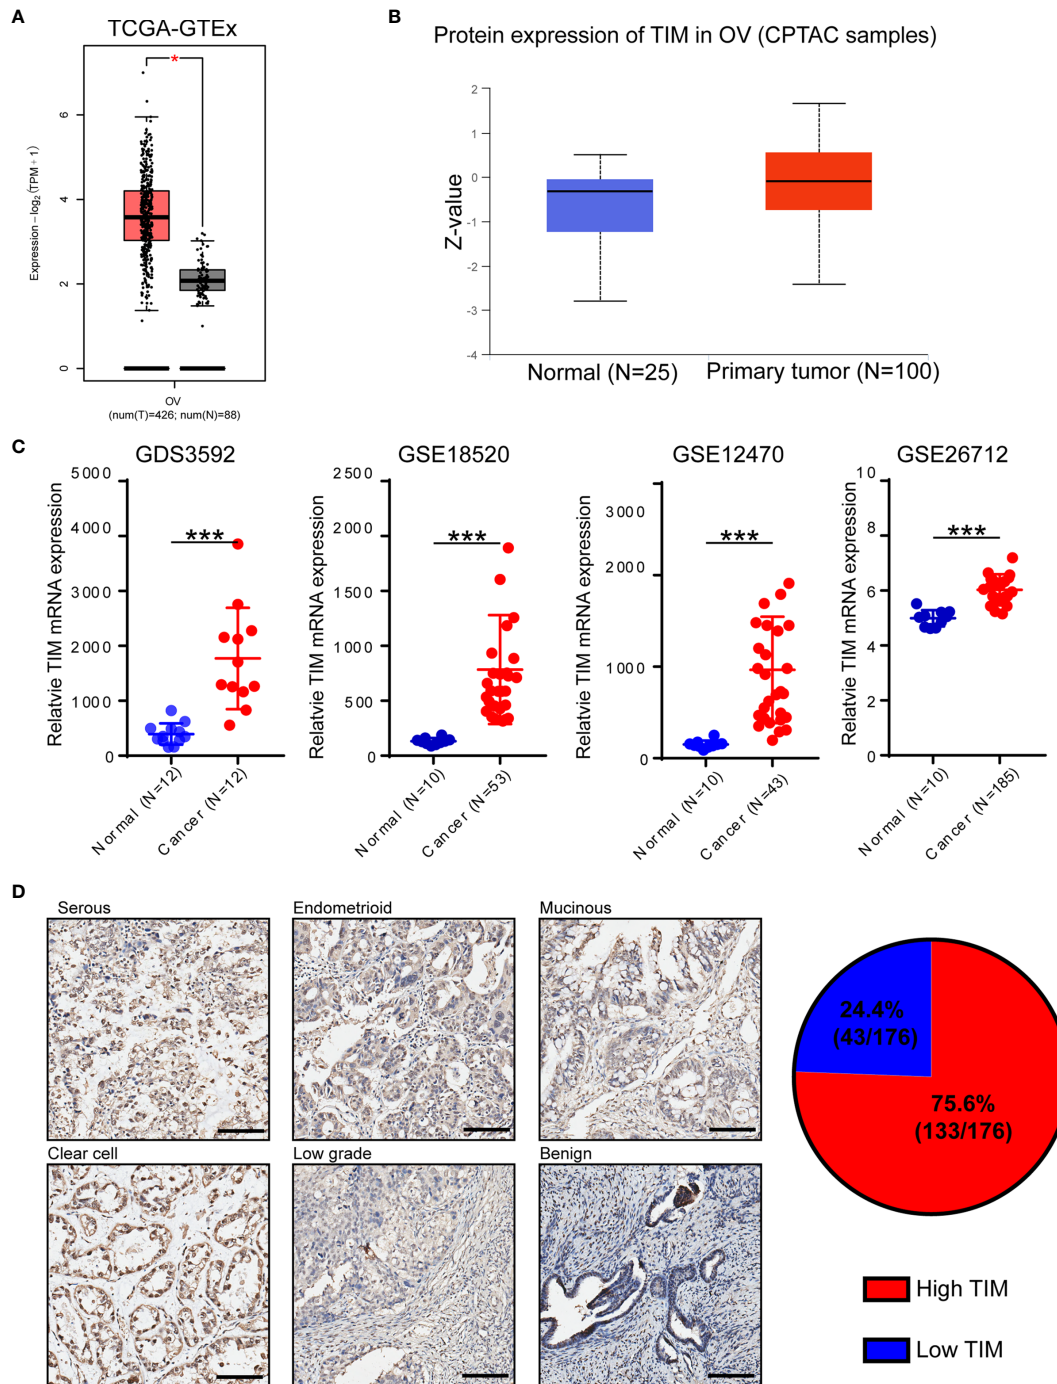 A
TCGA-GTEx
*
Expression – log₂(TPM + 1)
6
4
2
0
OV
(num(T)=426; num(N)=88)
B
Protein expression of TIM in OV (CPTAC samples)
Z-value
2
1
0
-1
-2
-3
-4
Normal (N=25)
Primary tumor (N=100)
C
GDS3592
Relatvie TIM mRNA expression
5000
4000
3000
2000
1000
0
***
Normal (N=12)
Cancer (N=12)
GSE18520
Relatvie TIM mRNA expression
2500
2000
1500
1000
500
0
***
Normal (N=10)
Cancer (N=53)
GSE12470
Relatvie TIM mRNA expression
3000
2000
1000
0
***
Normal (N=10)
Cancer (N=43)
GSE26712
Relatvie TIM mRNA expression
10
8
6
4
2
0
***
Normal (N=10)
Cancer (N=185)
D
Serous
Endometrioid
Mucinous
Clear cell
Low grade
Benign
24.4%
(43/176)
75.6%
(133/176)
High TIM
Low TIM